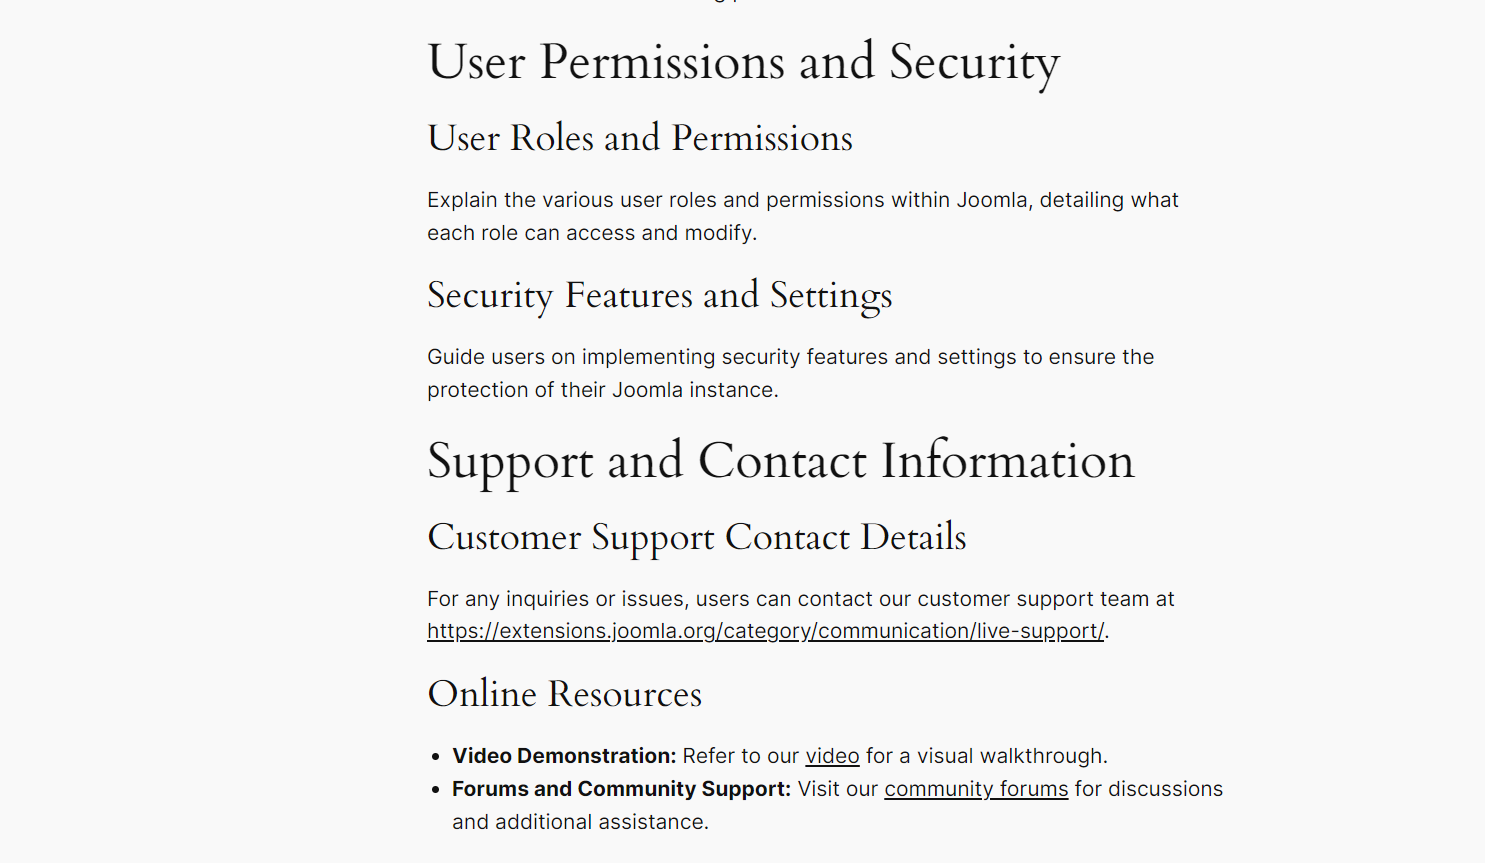 User Permissions and Security
User Roles and Permissions
Explain the various user roles and permissions within Joomla, detailing what
each role can access and modify.
Security Features and Settings
Guide users on implementing security features and settings to ensure the
protection of their Joomla instance.
Support and Contact Information
Customer Support Contact Details
For any inquiries or issues, users can contact our customer support team at
https://extensions.joomla.org/category/communication/live-support/.
Online Resources
• Video Demonstration: Refer to our video for a visual walkthrough.
• Forums and Community Support: Visit our community forums for discussions
and additional assistance.